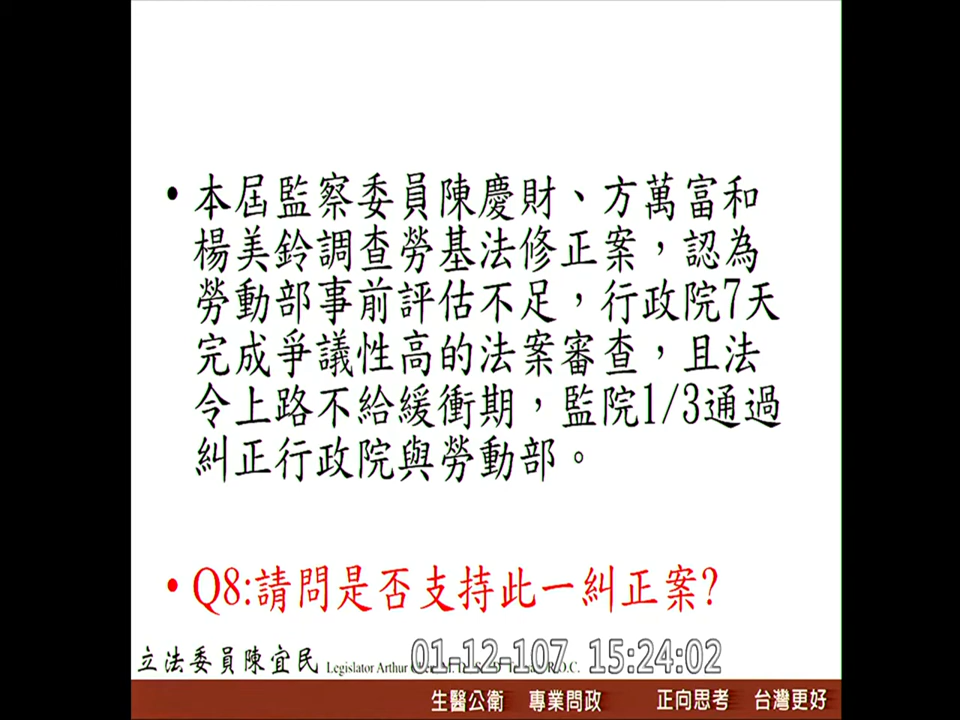 •本屆監察委員陳慶財、方萬富和
楊美鈴調查勞基法修正案，認為
勞動部事前評估不足，行政院7天
完成爭議性高的法案審查，且法
令上路不給緩衝期，監院1/3通過
糾正行政院與勞動部。
•Q8:請問是否支持此一糾正案?
立法委員陳宜民 Legislator Arthur R.O.C.
01-12-107 15:24:02
生醫公衛 專業問政 正向思考 台灣更好